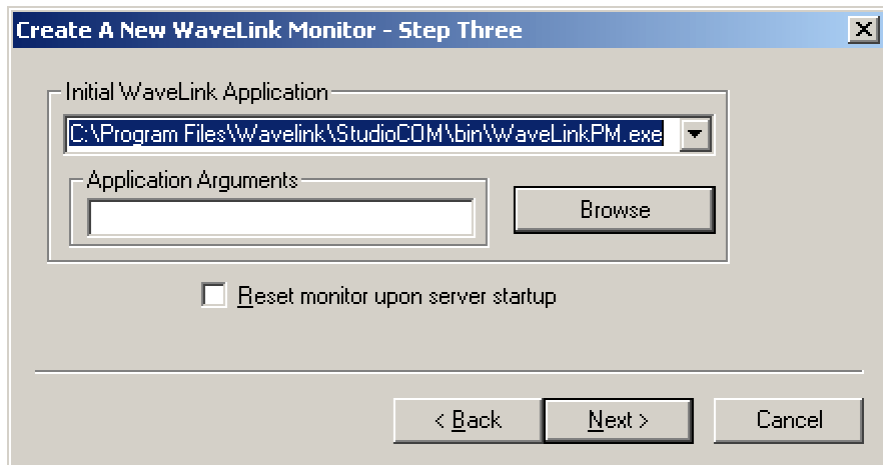 Create A New WaveLink Monitor - Step Three
Initial WaveLink Application
C:\Program Files\Wavelink\StudioCOM\bin\WaveLinkPM.exe
Application Arguments
Browse
Reset monitor upon server startup
< Back
Next >
Cancel